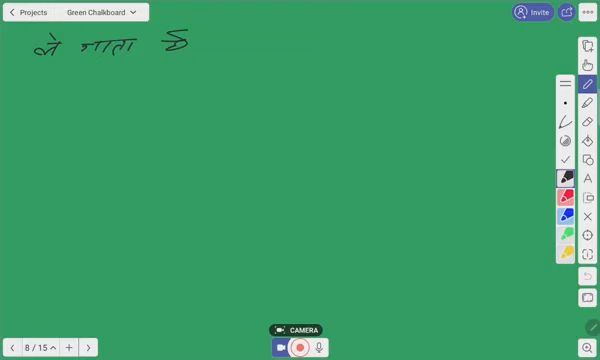 Projects
Green Chalkboard
Invite
ले जाता है
CAMERA
8 / 15